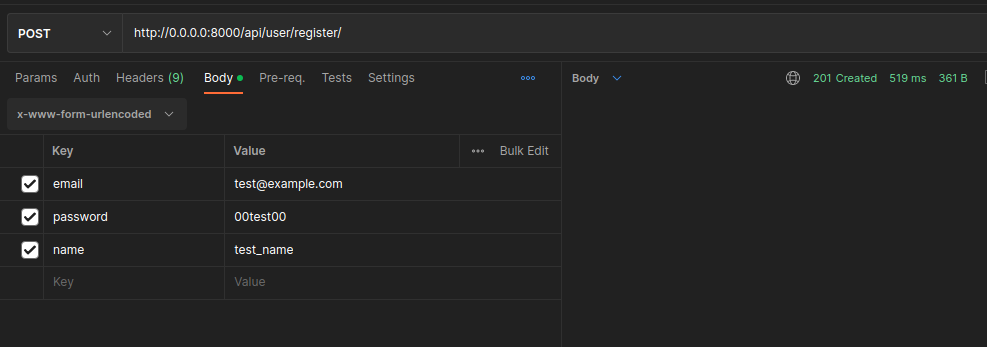 POST http://0.0.0.0:8000/api/user/register/
Params Auth Headers (9) Body Pre-req. Tests Settings
Body 201 Created 519 ms 361 B
x-www-form-urlencoded
Key Value Bulk Edit
email test@example.com
password 00test00
name test_name
Key Value